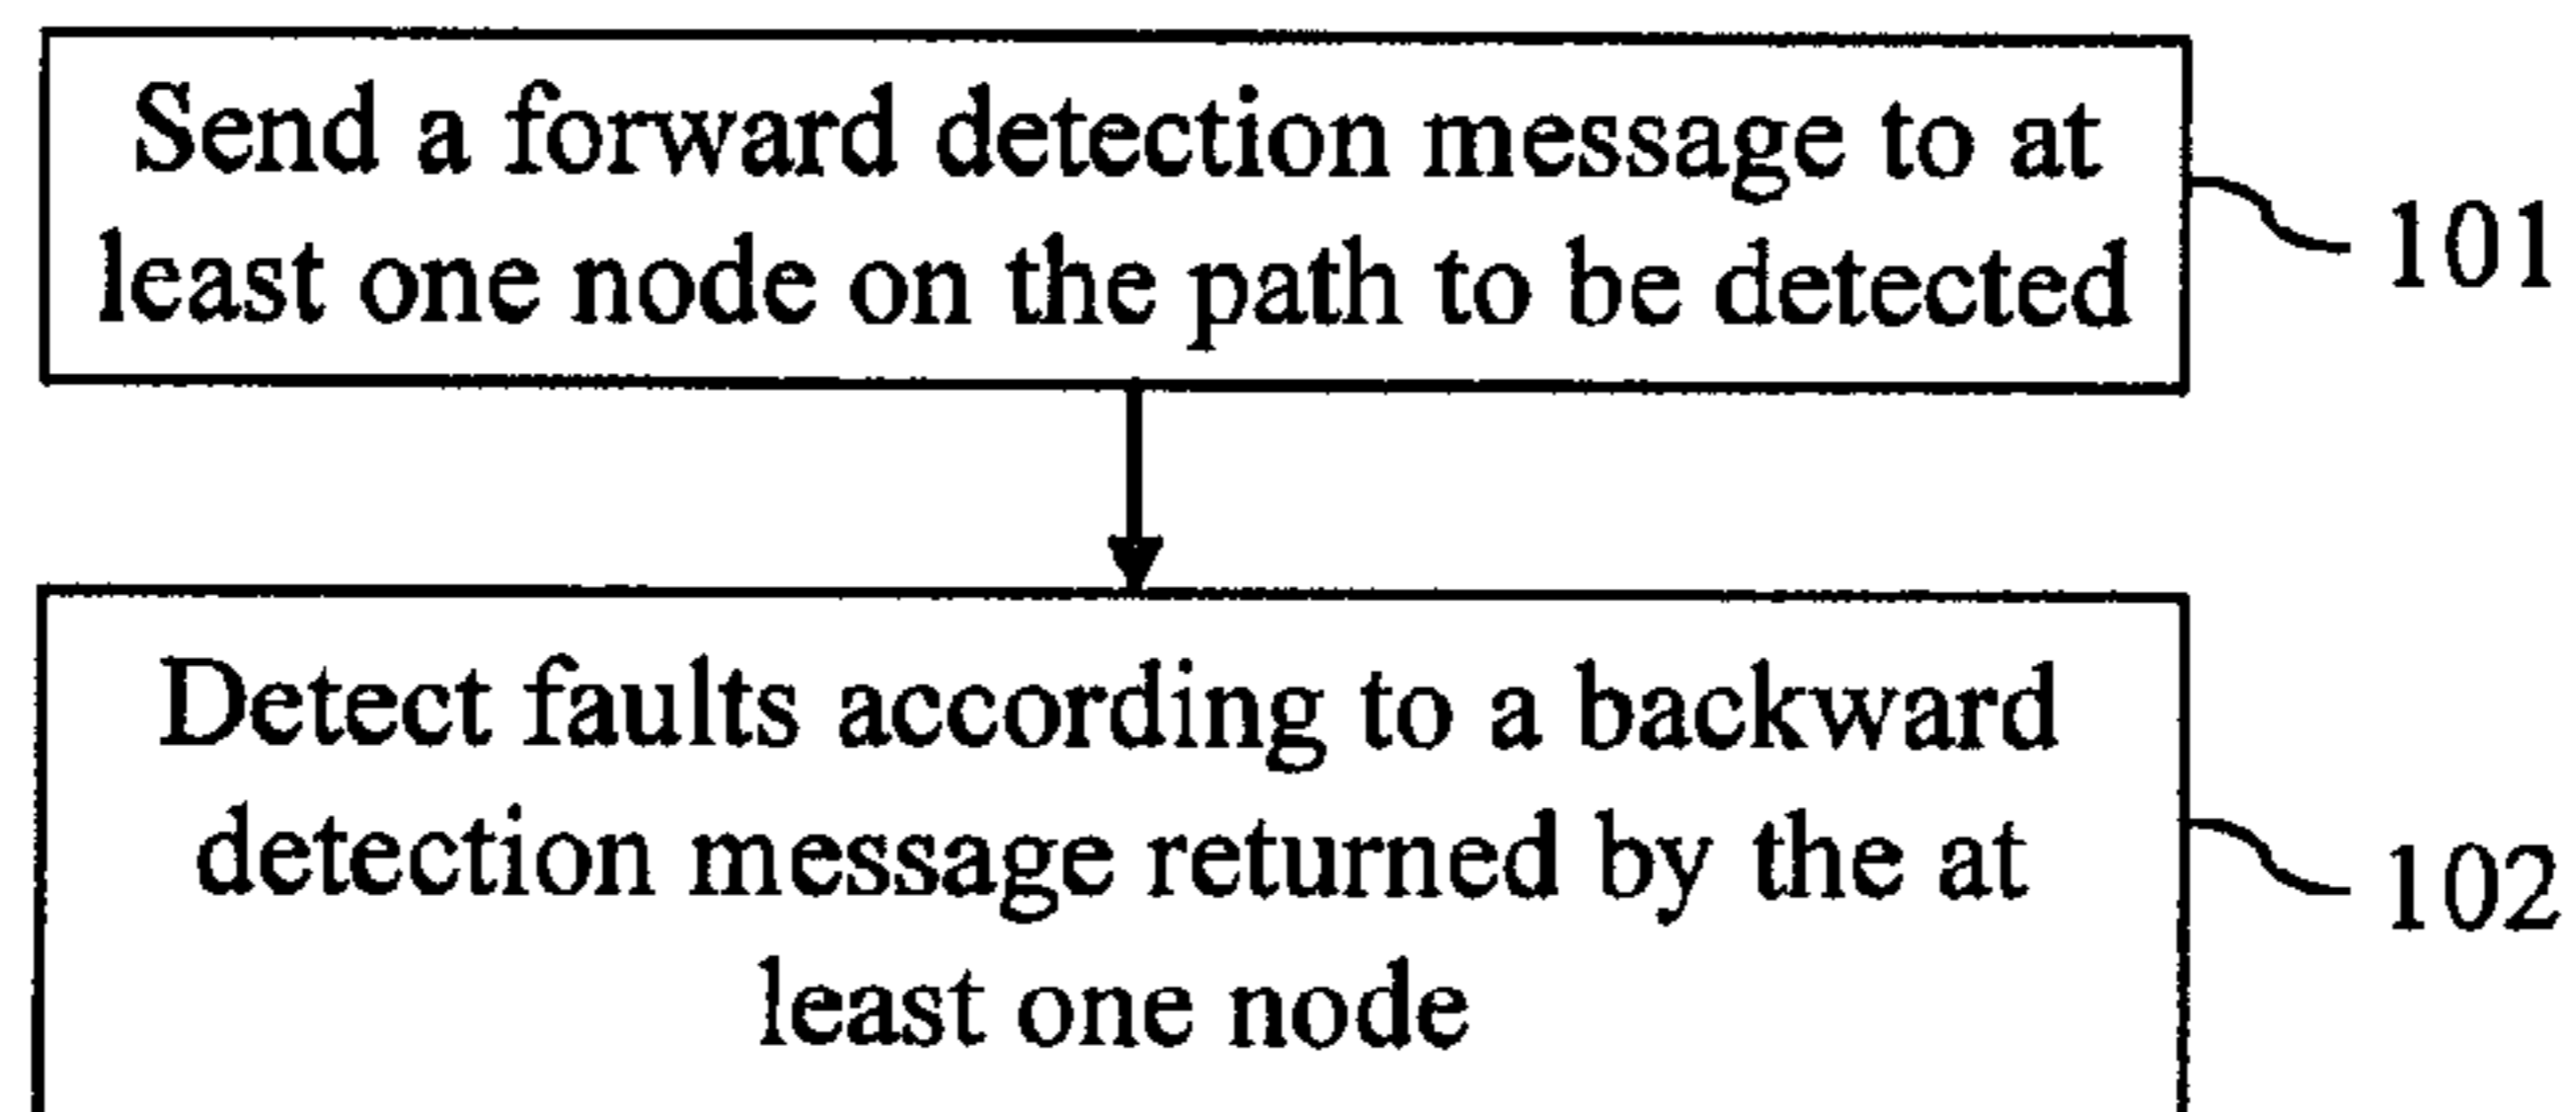 Send a forward detection message to at
least one node on the path to be detected
101
Detect faults according to a backward
detection message returned by the at
least one node
102